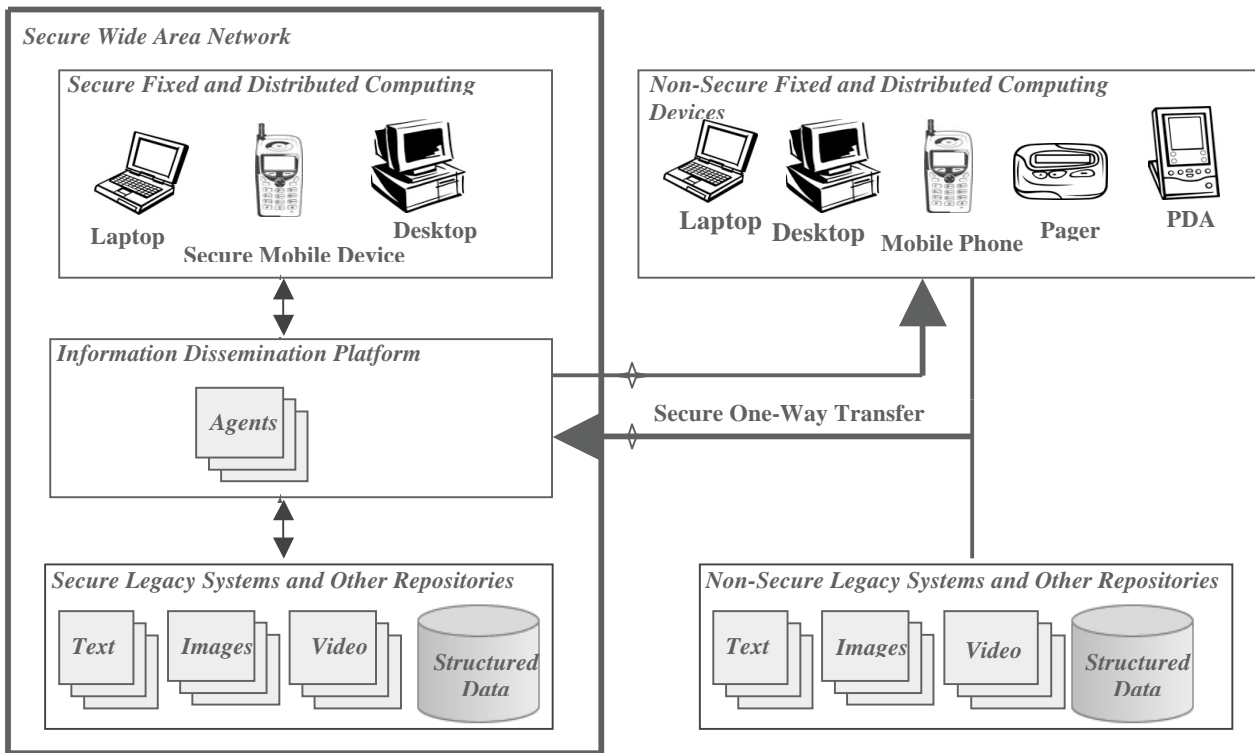 Secure Wide Area Network
Secure Fixed and Distributed Computing
Laptop
Secure Mobile Device
Desktop
Non-Secure Fixed and Distributed Computing
Devices
Laptop
Desktop
Mobile Phone
Pager
PDA
Information Dissemination Platform
Agents
Secure One-Way Transfer
Secure Legacy Systems and Other Repositories
Text
Images
Video
Structured
Data
Non-Secure Legacy Systems and Other Repositories
Text
Images
Video
Structured
Data